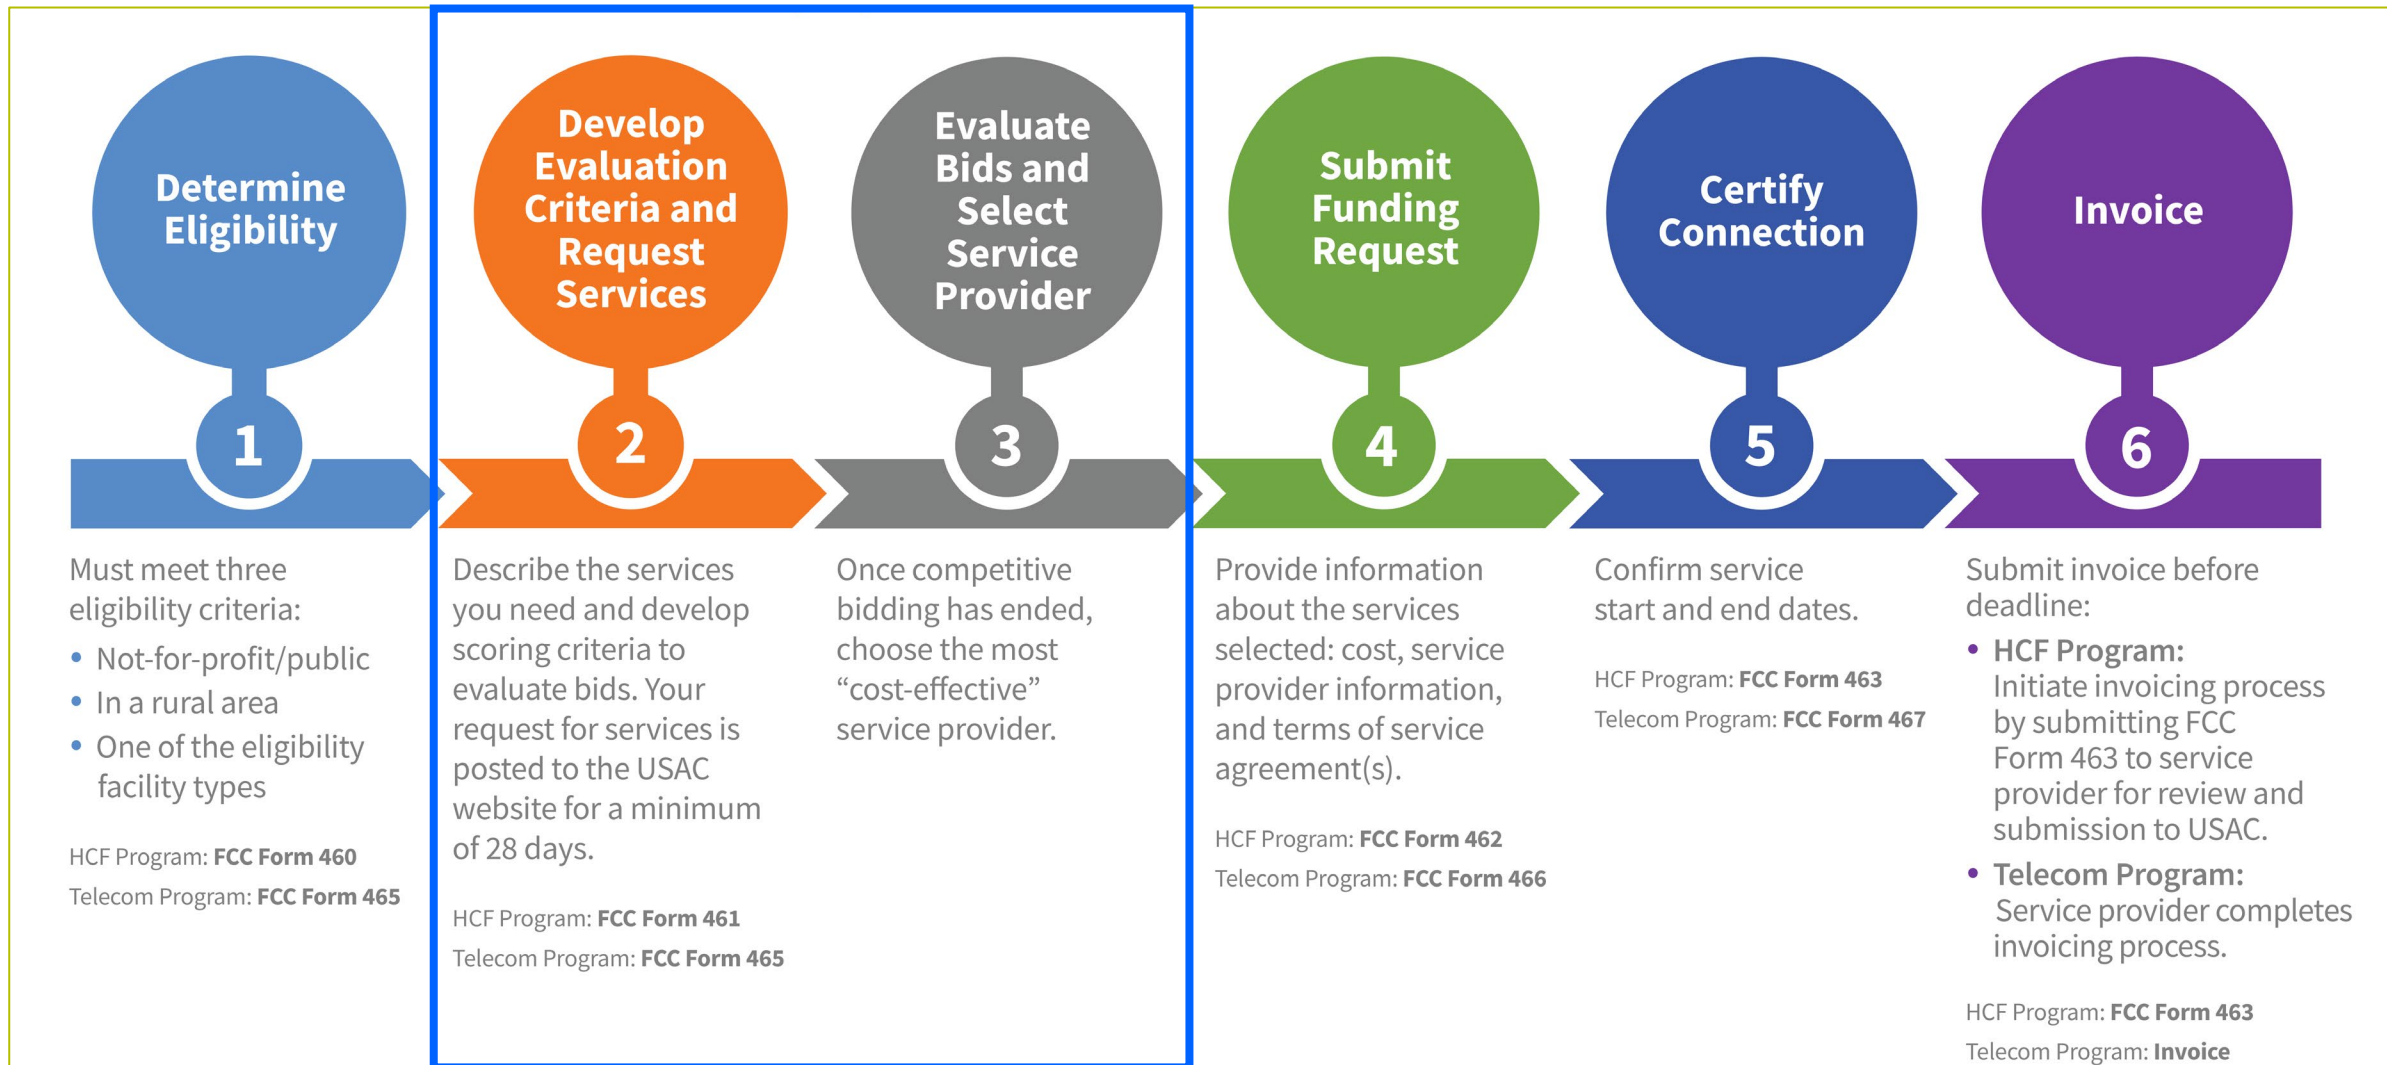 Determine
Eligibility
1
Must meet three
eligibility criteria:
• Not-for-profit/public
• In a rural area
• One of the eligibility
facility types
HCF Program: FCC Form 460
Telecom Program: FCC Form 465
Develop
Evaluation
Criteria and
Request
Services
2
Describe the services
you need and develop
scoring criteria to
evaluate bids. Your
request for services is
posted to the USAC
website for a minimum
of 28 days.
HCF Program: FCC Form 461
Telecom Program: FCC Form 465
Evaluate
Bids and
Select
Service
Provider
3
Once competitive
bidding has ended,
choose the most
“cost-effective”
service provider.
Submit
Funding
Request
4
Provide information
about the services
selected: cost, service
provider information,
and terms of service
agreement(s).
HCF Program: FCC Form 462
Telecom Program: FCC Form 466
Certify
Connection
5
Confirm service
start and end dates.
HCF Program: FCC Form 463
Telecom Program: FCC Form 467
Invoice
6
Submit invoice before
deadline:
• HCF Program:
Initiate invoicing process
by submitting FCC
Form 463 to service
provider for review and
submission to USAC.
• Telecom Program:
Service provider completes
invoicing process.
HCF Program: FCC Form 463
Telecom Program: Invoice